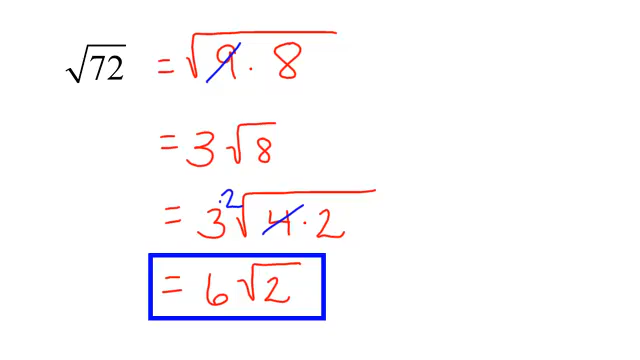 √72 = √9 · 8
= 3 √8
= 3 ·2 √4 · 2
= 6 √2